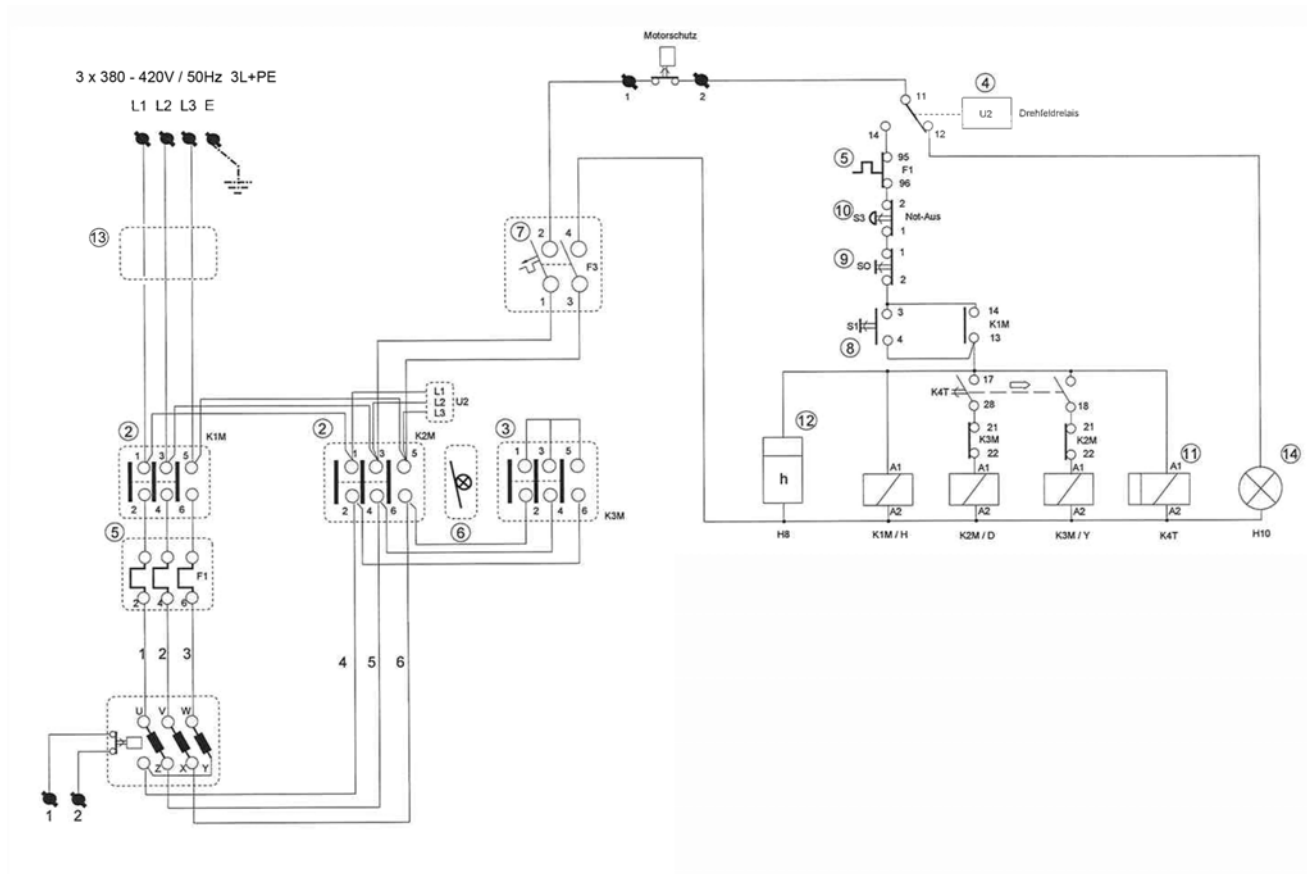 Motorschutz
3 x 380 - 420V / 50Hz 3L+PE
L1 L2 L3 E
1 2
11
4
U2 Drehfeldrelais
12
14
5 95
F1
96
13
10 S3 2 Not-Aus
1
7 2 4
F3
1 3
9 SO 1
2
3 14
S1 K1M
4 13
8
L1
L2 U2
L3
K4T 17
28 18
2 K1M
1 3 5
2 4 6
2 K2M
1 3 5
2 4 6
6
3
1 3 5
2 4 6
K3M
12
h
21 21
K3M K2M
22 22
11 14
A1 A1 A1 A1
A2 A2 A2 A2
H8 K1M / H K2M / D K3M / Y K4T H10
5
F1
2 4 6
1 2 3
4 5 6
U V W
Z X Y
1 2